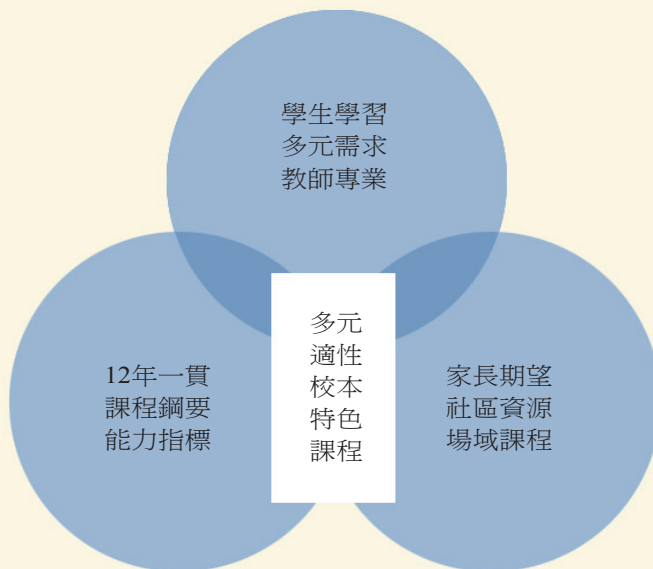 學生學習
多元需求
教師專業
多元
適性
校本
特色
課程
12年一貫
課程鋼要
能力指標
家長期望
社區資源
場域課程